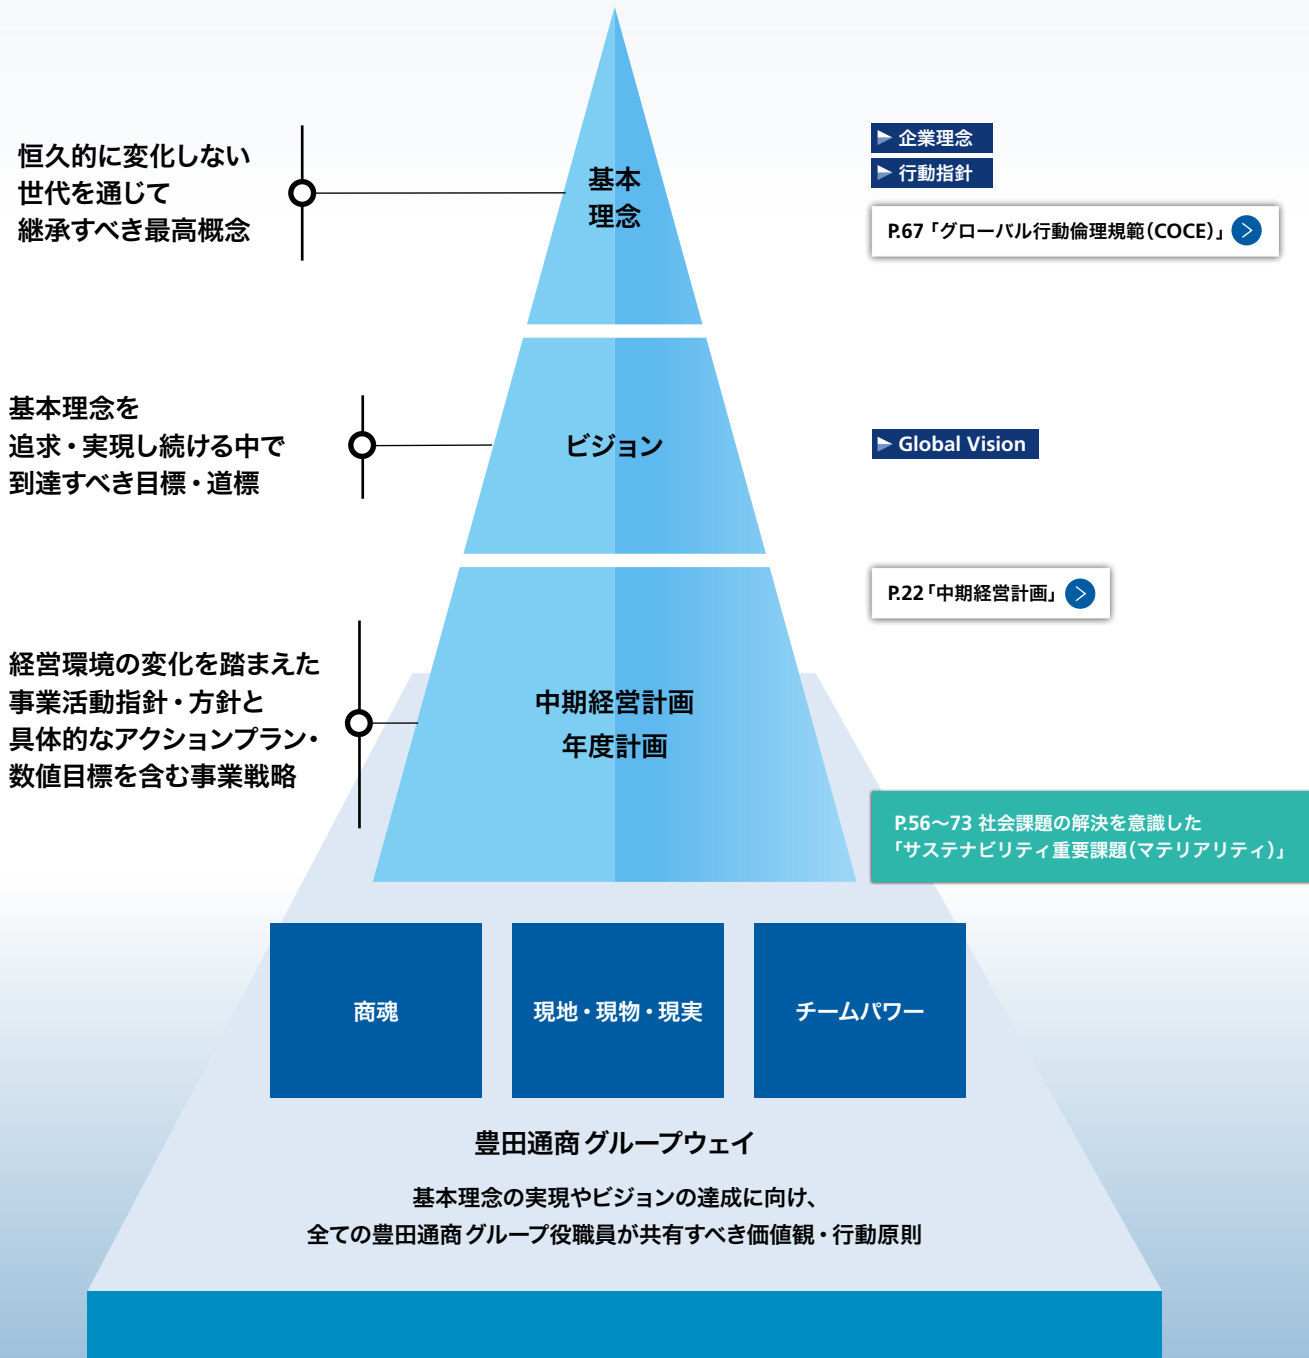 恒久的に変化しない
世代を通じて
継承すべき最高概念
基本
理念
▶ 企業理念
▶ 行動指針
P.67「グローバル行動倫理規範（COCE）」
基本理念を
追求・実現し続ける中で
到達すべき目標・道標
ビジョン
▶ Global Vision
P.22「中期経営計画」
経営環境の変化を踏まえた
事業活動指針・方針と
具体的なアクションプラン・
数値目標を含む事業戦略
中期経営計画
年度計画
P.56〜73 社会課題の解決を意識した
「サステナビリティ重要課題（マテリアリティ）」
商魂
現地・現物・現実
チームパワー
豊田通商グループウェイ
基本理念の実現やビジョンの達成に向け、
全ての豊田通商グループ役職員が共有すべき価値観・行動原則